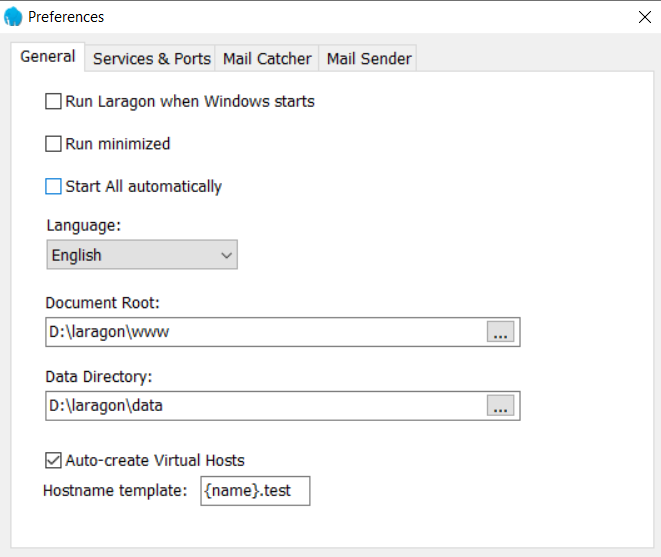 Preferences
General Services & Ports Mail Catcher Mail Sender
Run Laragon when Windows starts
Run minimized
Start All automatically
Language:
English
Document Root:
D:\laragon\www
...
Data Directory:
D:\laragon\data
...
Auto-create Virtual Hosts
Hostname template: {name}.test